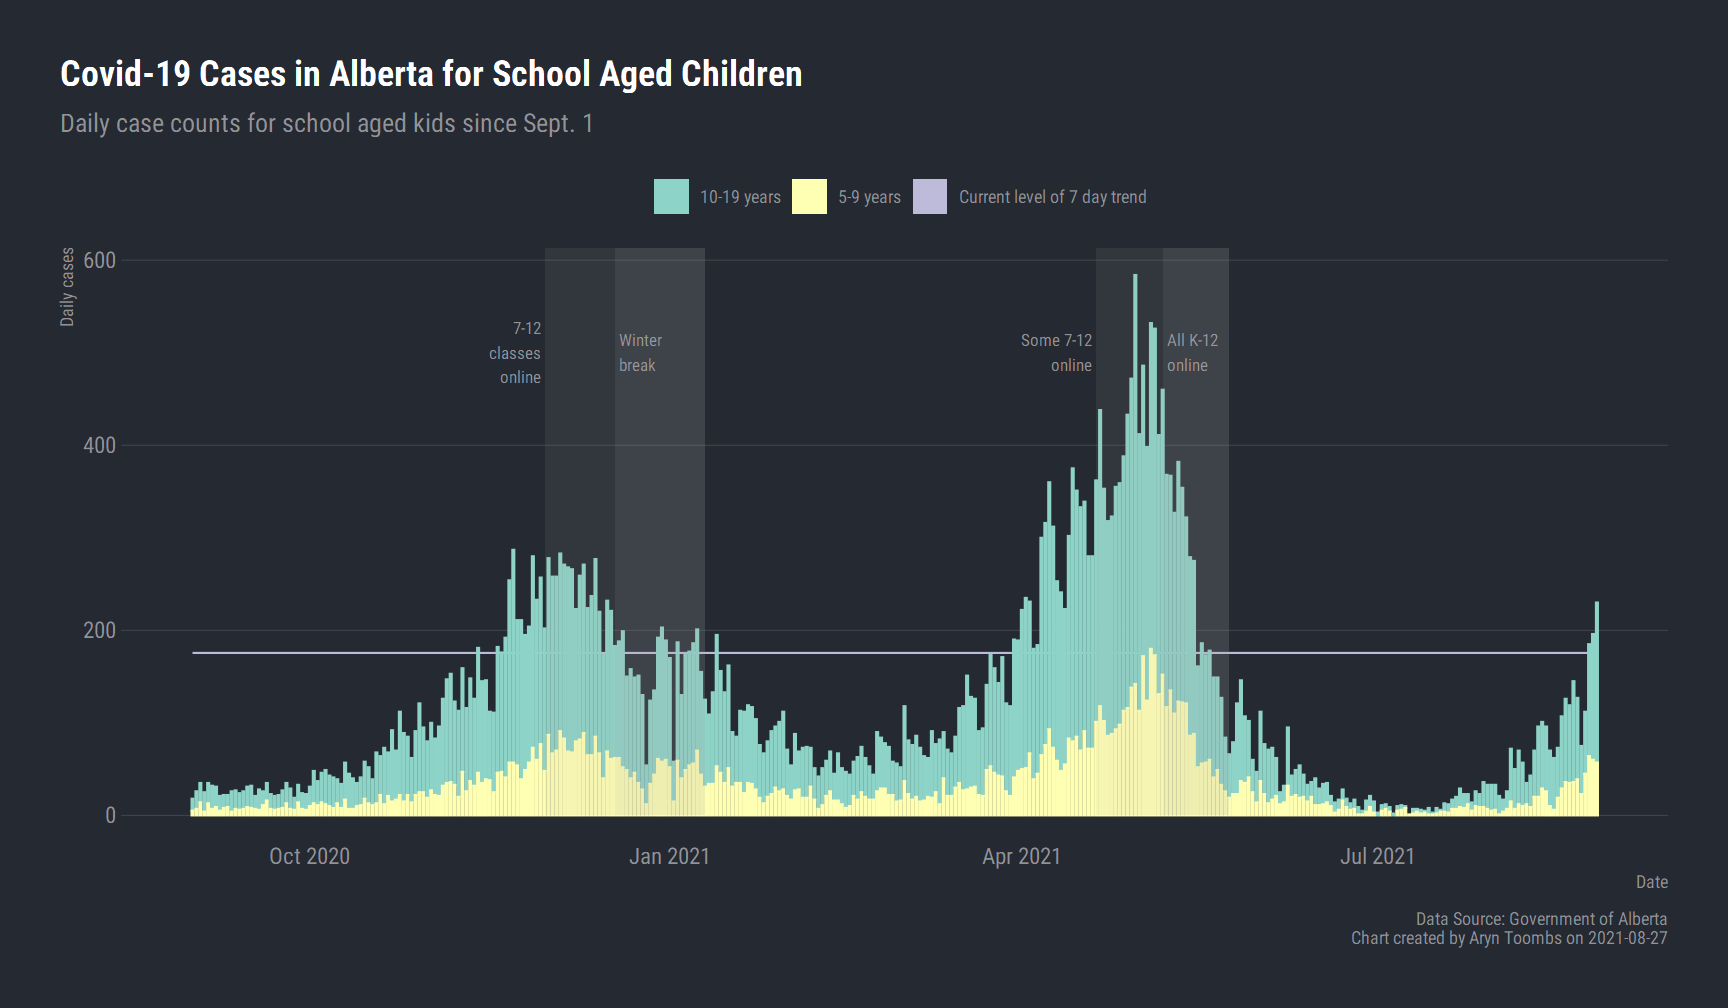 Covid-19 Cases in Alberta for School Aged Children
Daily case counts for school aged kids since Sept. 1
10-19 years
5-9 years
Current level of 7 day trend
Daily cases
600
400
200
0
7-12
classes
online
Winter
break
Some 7-12
online
All K-12
online
Oct 2020
Jan 2021
Apr 2021
Jul 2021
Date
Data Source: Government of Alberta
Chart created by Aryn Toombs on 2021-08-27